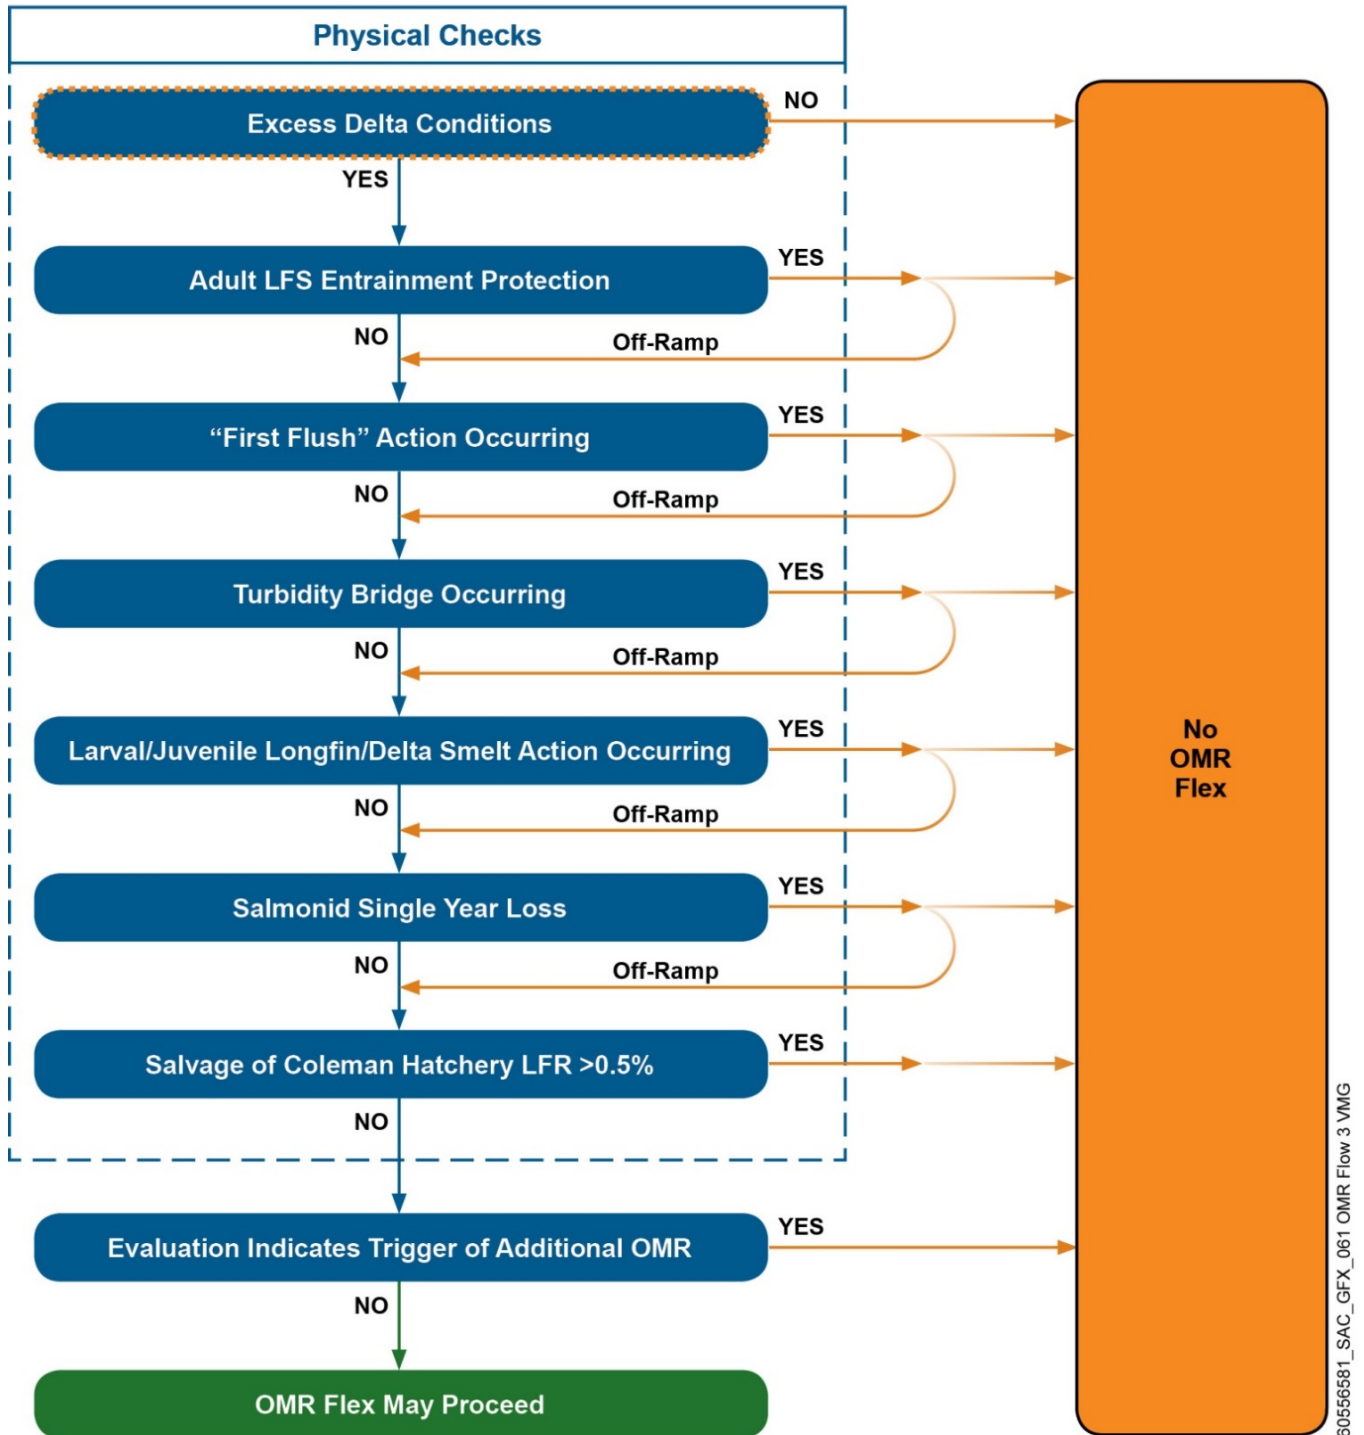 Physical Checks
Excess Delta Conditions
NO
YES
Adult LFS Entrainment Protection
YES
NO
Off-Ramp
“First Flush” Action Occurring
YES
NO
Off-Ramp
Turbidity Bridge Occurring
YES
NO
Off-Ramp
Larval/Juvenile Longfin/Delta Smelt Action Occurring
YES
NO
Off-Ramp
Salmonid Single Year Loss
YES
NO
Off-Ramp
Salvage of Coleman Hatchery LFR >0.5%
YES
NO
Evaluation Indicates Trigger of Additional OMR
YES
NO
OMR Flex May Proceed
No
OMR
Flex
60556581_SAC_GFX_061 OMR Flow 3 VMG